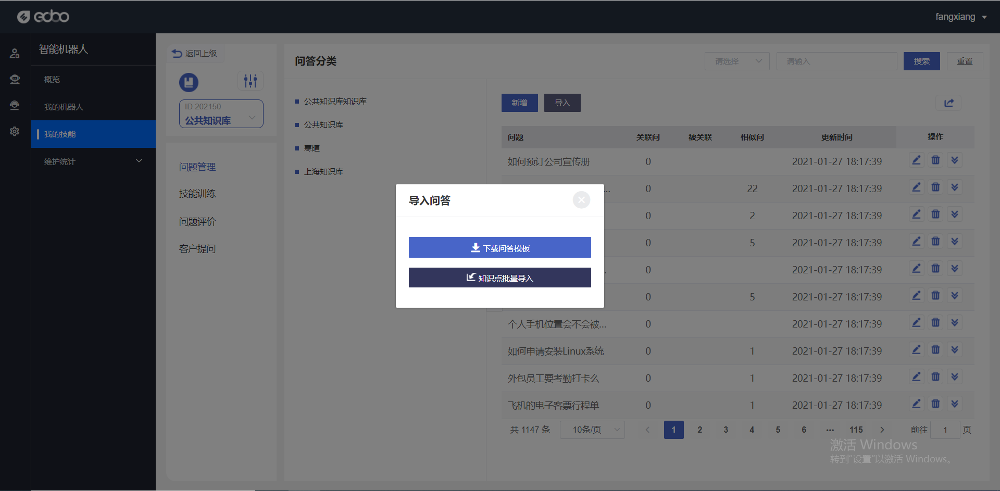 edoo
fangxiang
智能机器人
概览
我的机器人
我的技能
维护统计
返回上级
ID 202150
公共知识库
问题管理
技能训练
问题评价
客户提问
问答分类
请选择
请输入
搜索
重置
公共知识库知识库
公共知识库
寒暄
上海知识库
新增
导入
问题 关联问 被关联 相似问 更新时间 操作
如何预订公司宣传册 0 2021-01-27 18:17:39
... 0 22 2021-01-27 18:17:39
0 2 2021-01-27 18:17:39
0 5 2021-01-27 18:17:39
0 2021-01-27 18:17:39
0 5 2021-01-27 18:17:39
个人手机位置会不会被... 0 2021-01-27 18:17:39
如何申请安装Linux系统 0 1 2021-01-27 18:17:39
外包员工要考勤打卡么 0 1 2021-01-27 18:17:39
飞机的电子客票行程单 0 1 2021-01-27 18:17:39
共 1147 条 10条/页 1 2 3 4 5 6 ... 115 前往 1 页
导入问答
下载问答模板
知识点批量导入
激活 Windows
转到"设置"以激活 Windows。